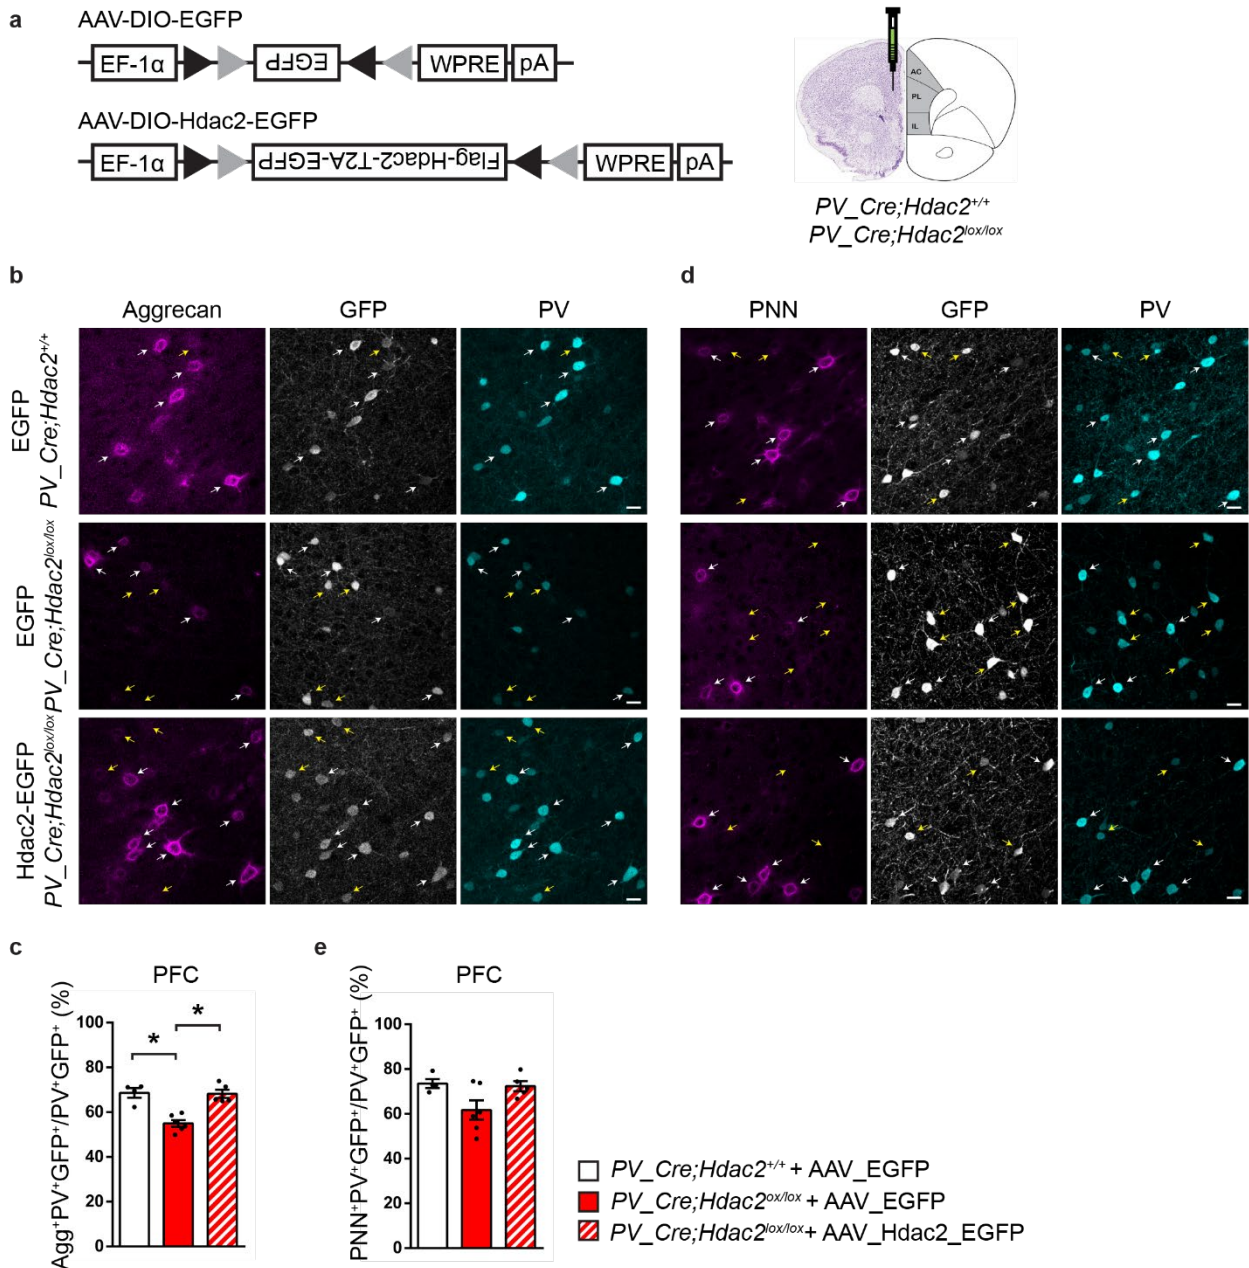 a
AAV-DIO-EGFP
EF-1α EGFP WPRE pA
AAV-DIO-Hdac2-EGFP
EF-1α Flag-Hdac2-T2A-EGFP WPRE pA
AC
PL
IL
PV_Cre;Hdac2+/+
PV_Cre;Hdac2lox/lox
b
Aggrecan GFP PV
d
PNN GFP PV
EGFP
PV_Cre;Hdac2+/+
EGFP
PV_Cre;Hdac2lox/lox
Hdac2-EGFP
PV_Cre;Hdac2lox/lox
c
PFC
Agg+PV+GFP+/PV+GFP+ (%)
100
80
60
40
20
0
* *
e
PFC
PNN+PV+GFP+/PV+GFP+ (%)
100
80
60
40
20
0
PV_Cre;Hdac2+/+ + AAV_EGFP
PV_Cre;Hdac2ox/lox + AAV_EGFP
PV_Cre;Hdac2lox/lox+ AAV_Hdac2_EGFP